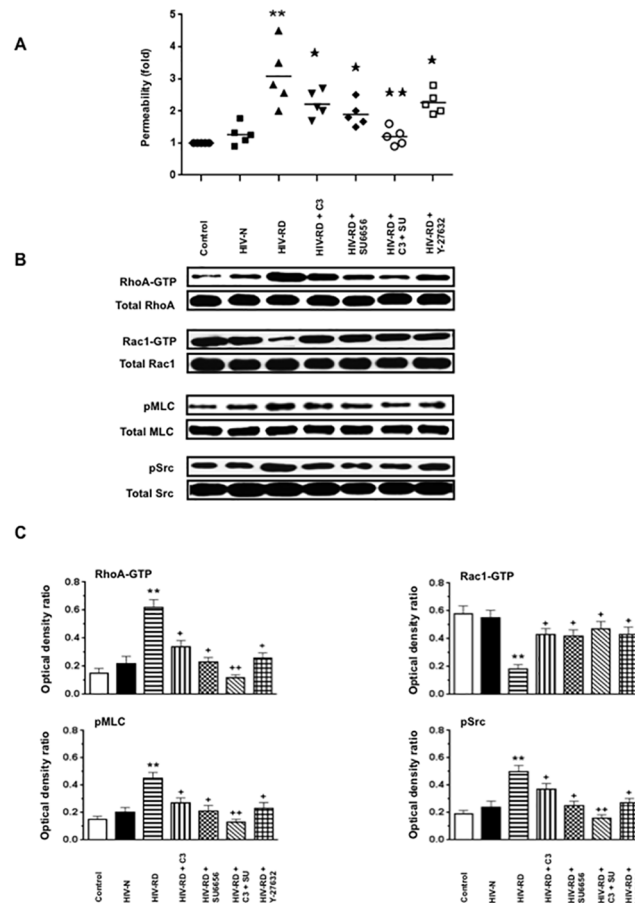 A
Permeability (fold)
5
4
3
2
1
0
**
*
*
**
*
Control
HIV-N
HIV-RD
HIV-RD + C3
HIV-RD + SU6656
HIV-RD + C3 + SU
HIV-RD + Y-27632
B
RhoA-GTP
Total RhoA
Rac1-GTP
Total Rac1
pMLC
Total MLC
pSrc
Total Src
C
RhoA-GTP
Optical density ratio
0.8
0.6
0.4
0.2
0.0
**
+
+
++
+
Rac1-GTP
Optical density ratio
0.8
0.6
0.4
0.2
0.0
**
+
+
+
+
pMLC
Optical density ratio
0.8
0.6
0.4
0.2
0.0
**
+
+
++
+
Control
HIV-N
HIV-RD
HIV-RD + C3
HIV-RD + SU6656
HIV-RD + C3 + SU
HIV-RD + Y-27632
pSrc
Optical density ratio
0.8
0.6
0.4
0.2
0.0
**
+
+
++
+
Control
HIV-N
HIV-RD
HIV-RD + C3
HIV-RD + SU6656
HIV-RD + C3 + SU
HIV-RD +